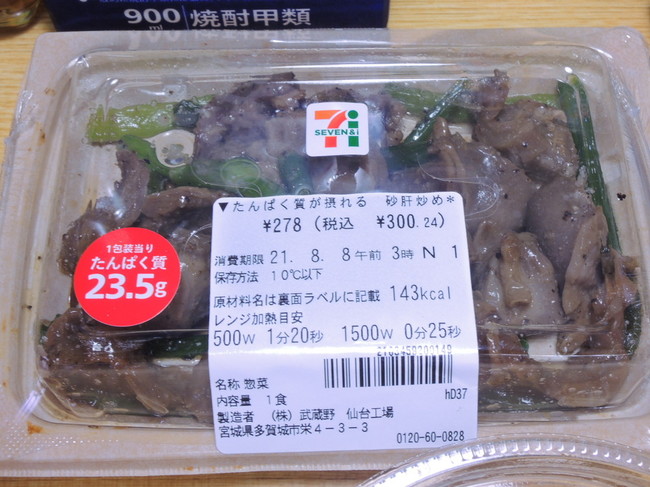 900ml 焼酎甲類
7i
SEVEN&i
▼たんぱく質が摂れる 砂肝炒め*
¥278 (税込 ¥300.24)
消費期限 21. 8. 8午前 3時 N 1
保存方法 10℃以下
原材料名は裏面ラベルに記載 143kcal
レンジ加熱目安
500W 1分20秒 1500W 0分25秒
名称 惣菜
hD37
内容量 1食
製造者 (株) 武蔵野 仙台工場
宮城県多賀城市栄4-3-3
0120-60-0828
1包装当り
たんぱく質
23.5g